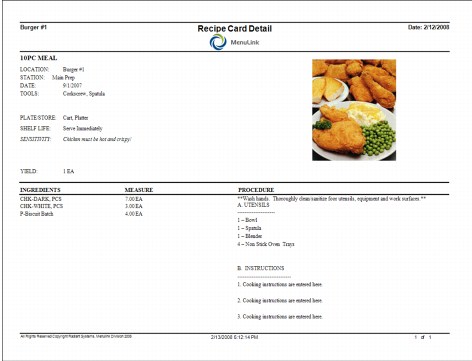 Burger #1 Recipe Card Detail Date: 2/12/2008
MenuLink
10PC MEAL
LOCATION: Burger #1
STATION: Main Prep
DATE: 9/1/2007
TOOLS: Corkscrew, Spatula
PLATE/STORE: Cart, Platter
SHELF LIFE: Serve Immediately
SENSITIVITY: Chicken must be hot and crispy!
YIELD: 1 EA
INGREDIENTS MEASURE PROCEDURE
CHK-DARK, PCS 7.00 EA **Wash hands. Thoroughly clean/sanitize four utensils, equipment and work surfaces.**
CHK-WHITE, PCS 3.00 EA A. UTENSILS
P-Biscuit Batch 4.00 EA --------------------
1 – Bowl
1 – Spatula
1 – Blender
4 – Non Stick Oven Trays
B. INSTRUCTIONS
--------------------------
1. Cooking instructions are entered here.
2. Cooking instructions are entered here.
3. Cooking instructions are entered here.
All Rights Reserved Copyright Radiant Systems, MenuLink Division 2008 2/13/2008 5:12:14 PM 1 of 1